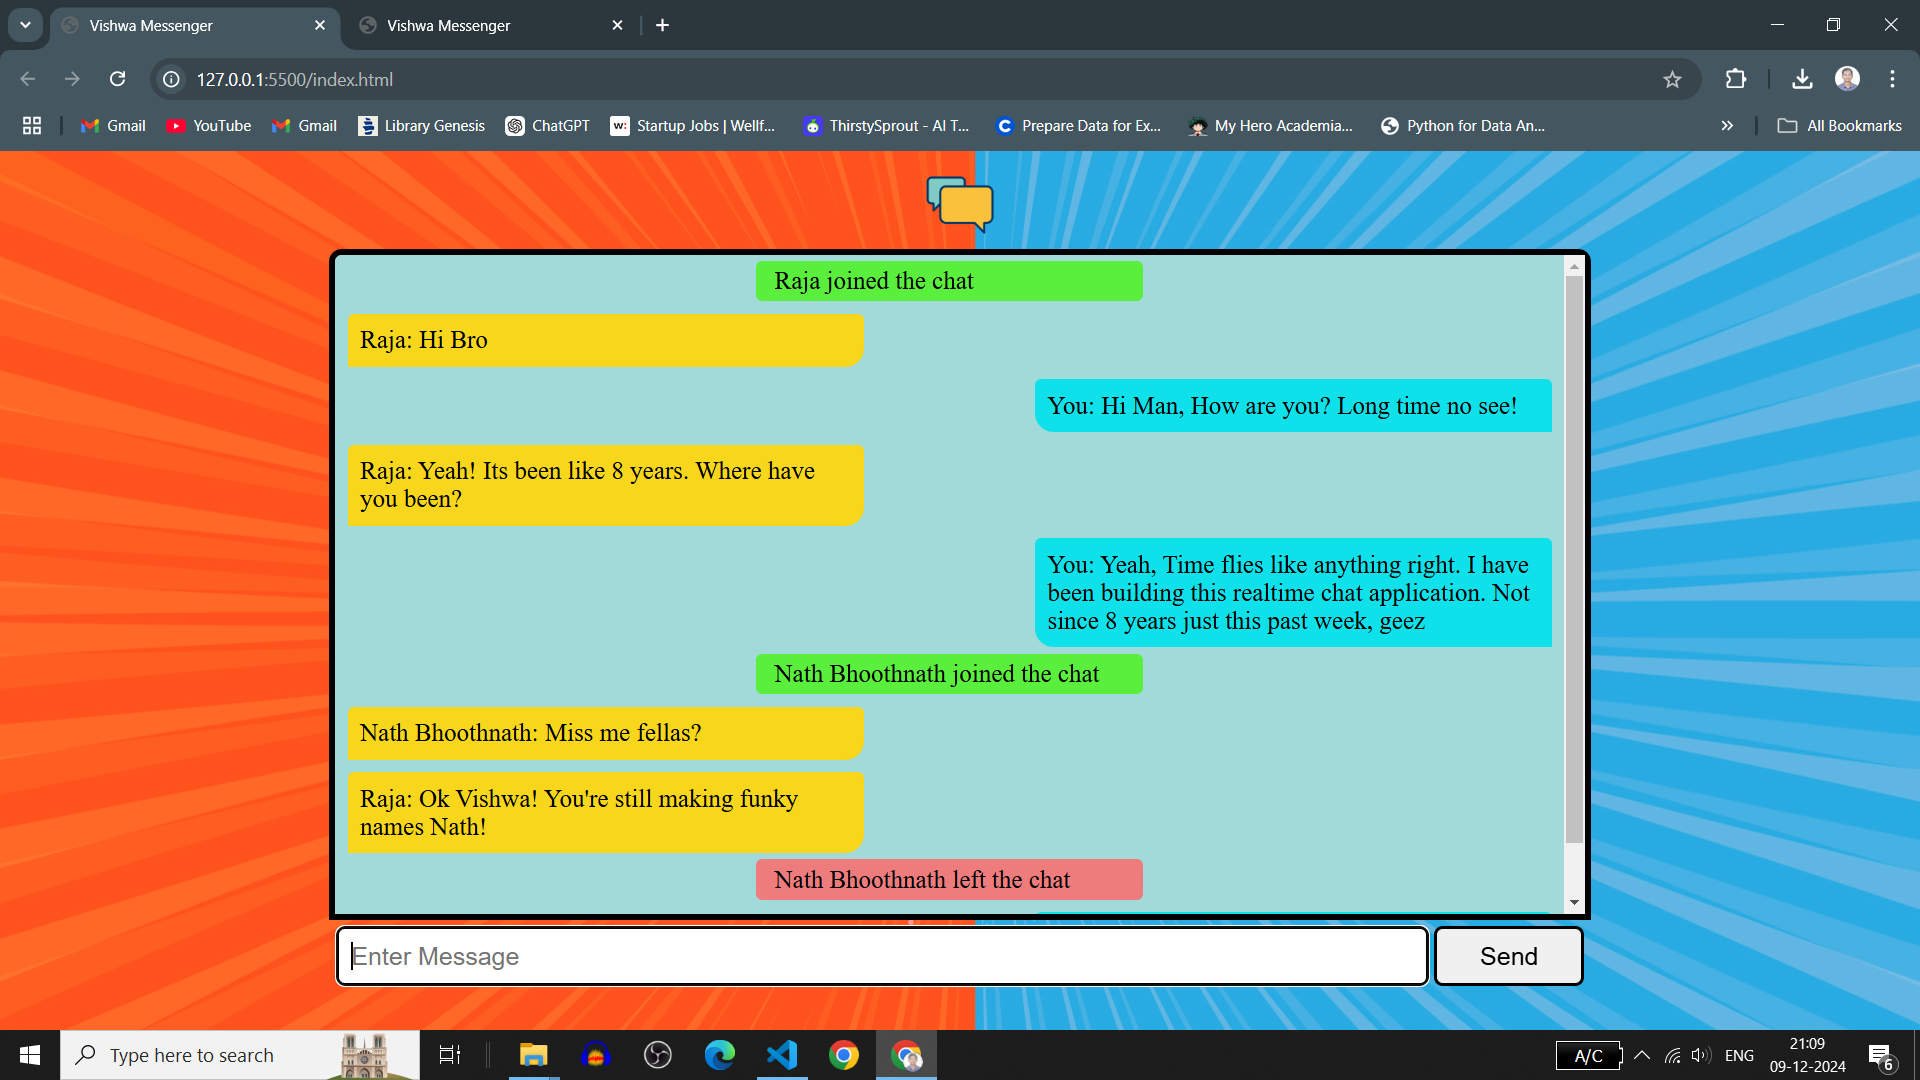 Vishwa Messenger
Vishwa Messenger
127.0.0.1:5500/index.html
Gmail
YouTube
Gmail
Library Genesis
ChatGPT
w: Startup Jobs | Wellf...
ThirstySprout - AI T...
Prepare Data for Ex...
My Hero Academia...
Python for Data An...
All Bookmarks
Raja joined the chat
Raja: Hi Bro
You: Hi Man, How are you? Long time no see!
Raja: Yeah! Its been like 8 years. Where have
you been?
You: Yeah, Time flies like anything right. I have
been building this realtime chat application. Not
since 8 years just this past week, geez
Nath Bhoothnath joined the chat
Nath Bhoothnath: Miss me fellas?
Raja: Ok Vishwa! You're still making funky
names Nath!
Nath Bhoothnath left the chat
Enter Message
Send
Type here to search
A/C
ENG
21:09
09-12-2024
6